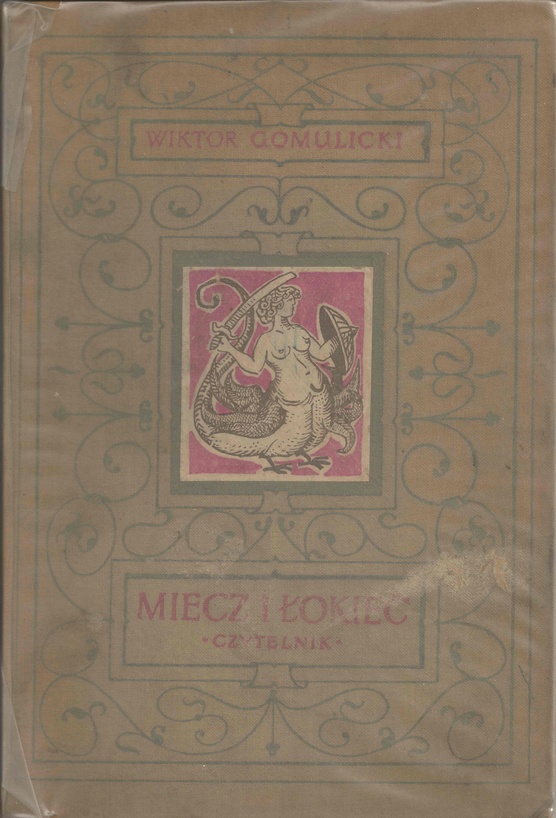 WIKTOR GOMULICKI
MIECZ I ŁOKIEĆ
•CZYTELNIK•